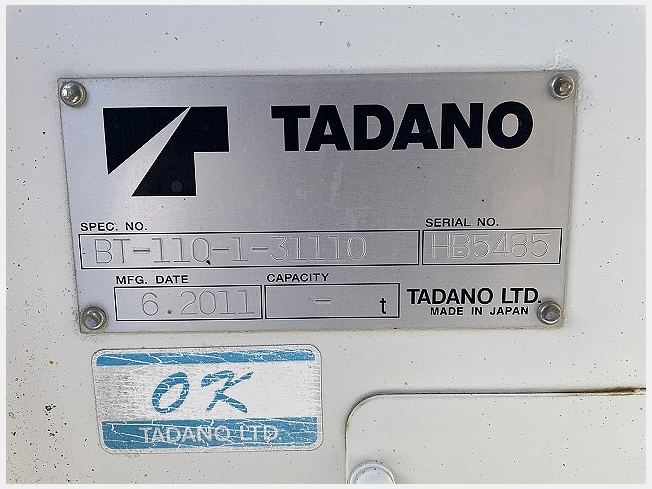 TADANO
SPEC. NO.
SERIAL NO.
BT-110-1-31110
HB5485
MFG. DATE
CAPACITY
6.2011
- t
TADANO LTD.
MADE IN JAPAN
OK
TADANO LTD.